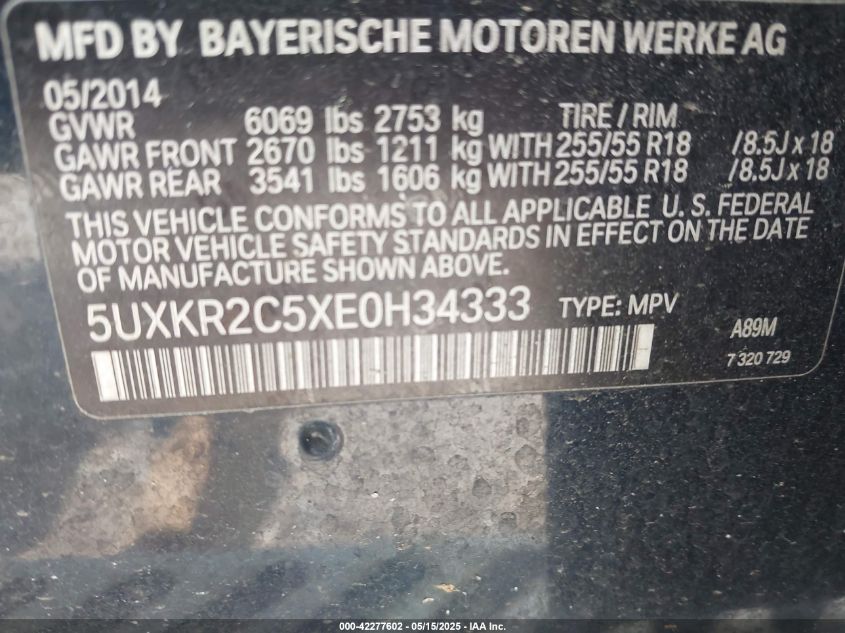 MFD BY BAYERISCHE MOTOREN WERKE AG
05/2014
GVWR 6069 lbs 2753 kg TIRE / RIM
GAWR FRONT 2670 lbs 1211 kg WITH 255/55 R18 /8.5J x 18
GAWR REAR 3541 lbs 1606 kg WITH 255/55 R18 /8.5J x 18
THIS VEHICLE CONFORMS TO ALL APPLICABLE U. S. FEDERAL
MOTOR VEHICLE SAFETY STANDARDS IN EFFECT ON THE DATE
OF MANUFACTURE SHOWN ABOVE.
5UXKR2C5XE0H34333 TYPE: MPV
A89M
7 320 729
000-42277602 - 05/15/2025 - IAA Inc.